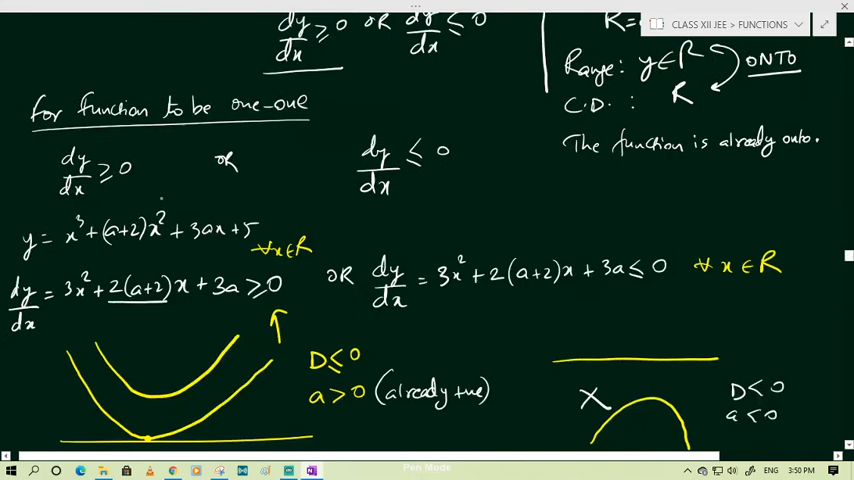 dy/dx ≥ 0 OR dy/dx ≤ 0
R=
CLASS XII JEE > FUNCTIONS
Range: y∈R
ONTO
C.D. : R
The function is already onto.
for function to be one-one
dy/dx ≥ 0 OR dy/dx ≤ 0
y = x³ + (a+2)x² + 3ax + 5
∀x∈R
dy/dx = 3x² + 2(a+2)x + 3a ≥ 0 OR dy/dx = 3x² + 2(a+2)x + 3a ≤ 0 ∀ x ∈ R
D ≤ 0
a > 0 (already +ve)
X
D < 0
a < 0
Pen Mode
ENG 3:50 PM